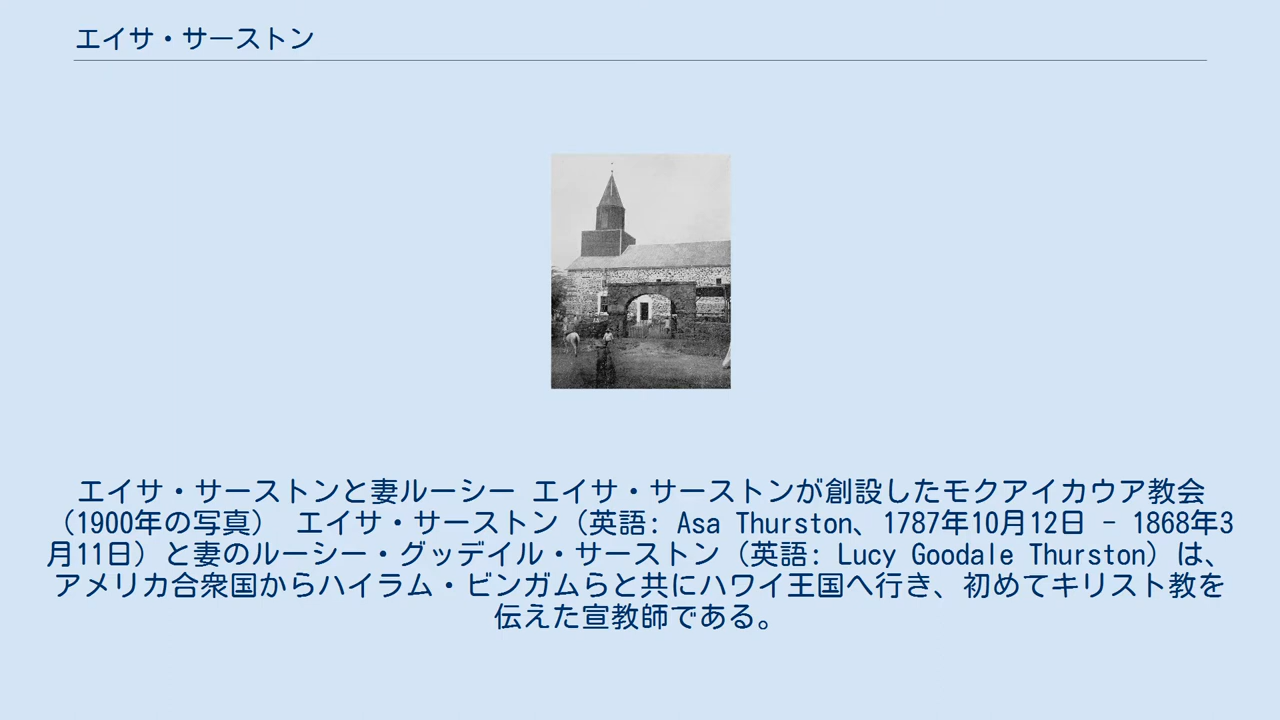 エイサ・サーストン
エイサ・サーストンと妻ルーシー エイサ・サーストンが創設したモクアイカウア教会
（1900年の写真） エイサ・サーストン（英語: Asa Thurston、1787年10月12日 - 1868年3
月11日）と妻のルーシー・グッデイル・サーストン（英語: Lucy Goodale Thurston）は、
アメリカ合衆国からハイラム・ビンガムらと共にハワイ王国へ行き、初めてキリスト教を
伝えた宣教師である。